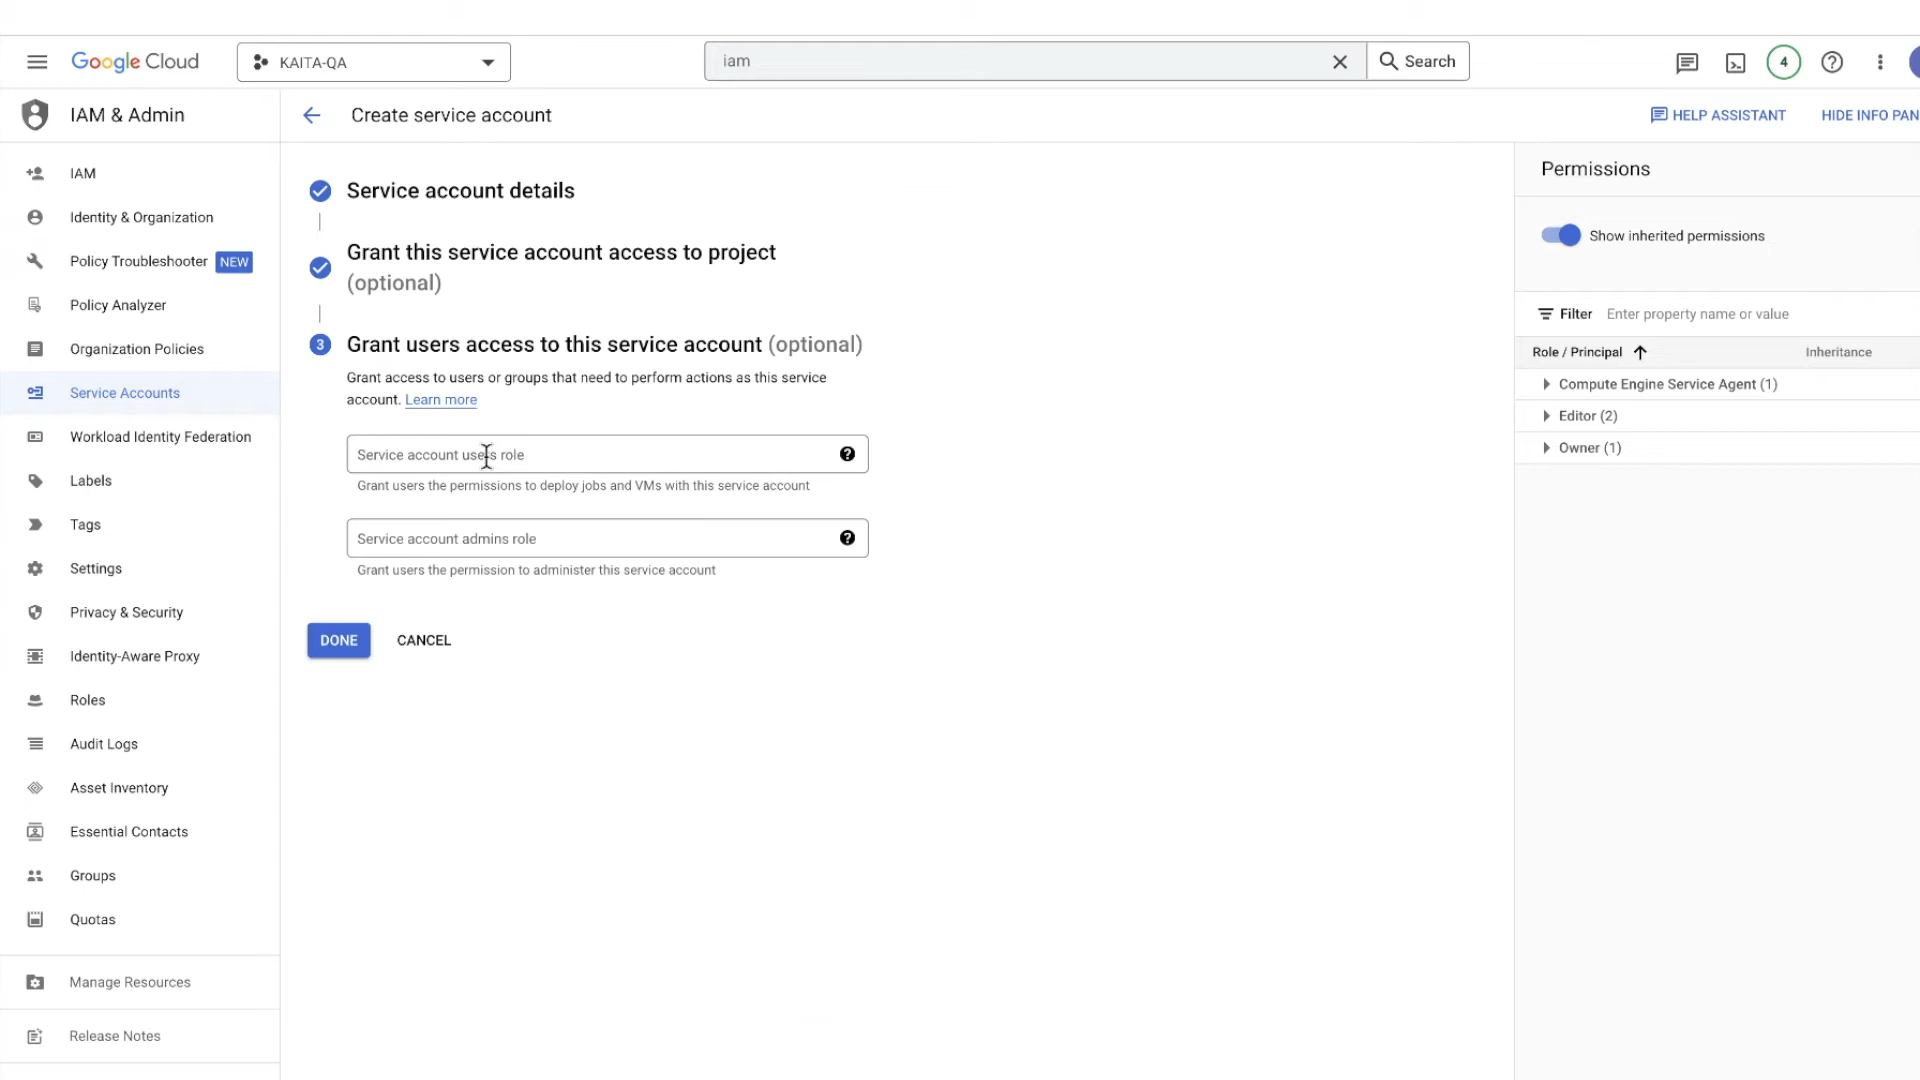 Google Cloud
KAITA-QA
iam
Search
4
IAM & Admin
Create service account
HELP ASSISTANT
HIDE INFO PAN
IAM
Identity & Organization
Policy Troubleshooter NEW
Policy Analyzer
Organization Policies
Service Accounts
Workload Identity Federation
Labels
Tags
Settings
Privacy & Security
Identity-Aware Proxy
Roles
Audit Logs
Asset Inventory
Essential Contacts
Groups
Quotas
Manage Resources
Release Notes
Service account details
Grant this service account access to project
(optional)
3 Grant users access to this service account (optional)
Grant access to users or groups that need to perform actions as this service
account. Learn more
Service account users role
Grant users the permissions to deploy jobs and VMs with this service account
Service account admins role
Grant users the permission to administer this service account
DONE
CANCEL
Permissions
Show inherited permissions
Filter Enter property name or value
Role / Principal
Inheritance
Compute Engine Service Agent (1)
Editor (2)
Owner (1)